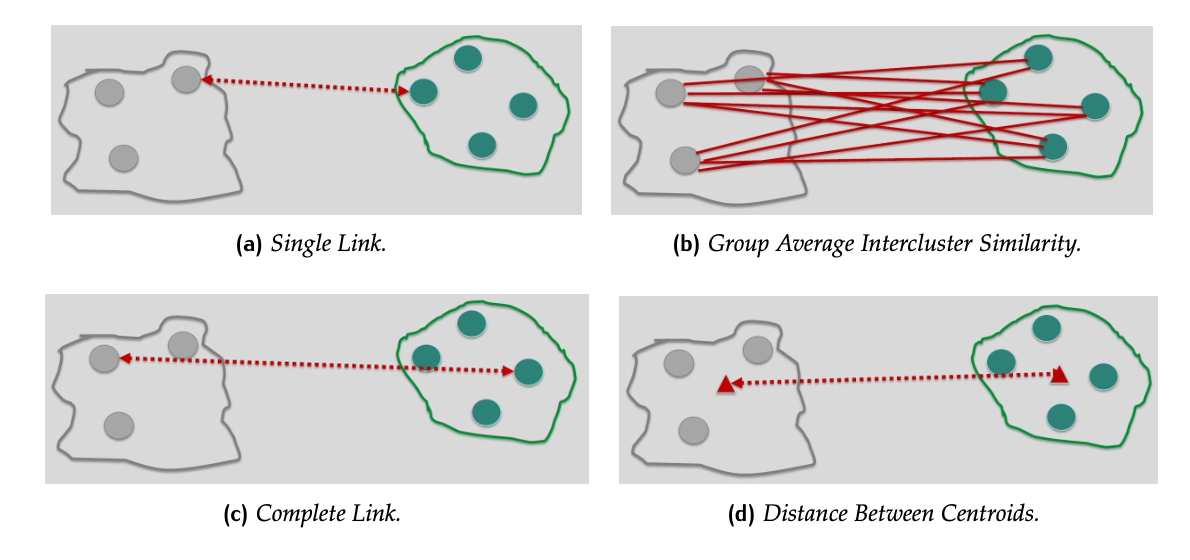 (a) Single Link.
(b) Group Average Intercluster Similarity.
(c) Complete Link.
(d) Distance Between Centroids.